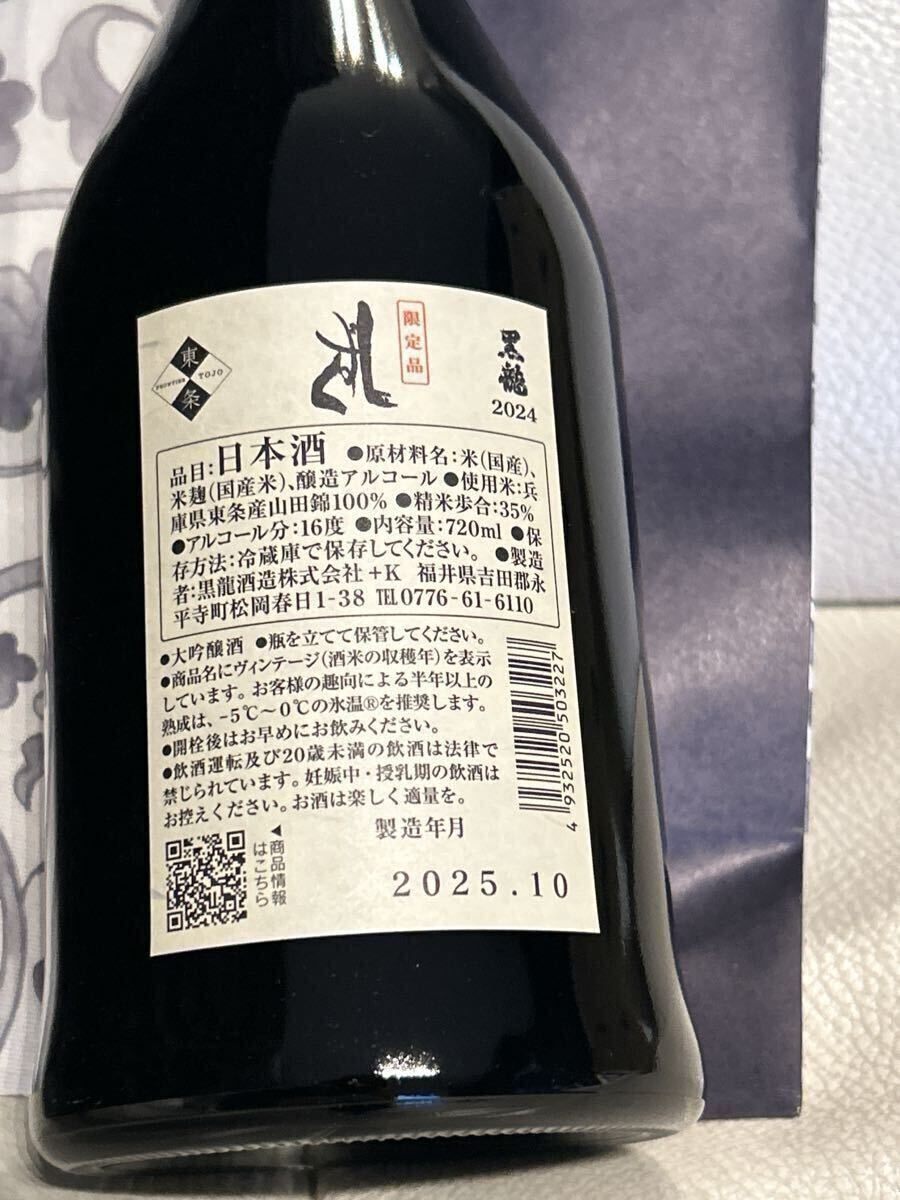 黒龍
2024
限定品
東
FRONTIER TOJO
条
品目:日本酒 ●原材料名:米(国産)、
米麹(国産米)、醸造アルコール ●使用米:兵
庫県東条産山田錦100% ●精米歩合:35%
●アルコール分:16度 ●内容量:720ml ●保
存方法:冷蔵庫で保存してください。 ●製造
者:黒龍酒造株式会社+K 福井県吉田郡永
平寺町松岡春日1-38 ℡0776-61-6110
●大吟醸酒 ●瓶を立てて保管してください。
●商品名にヴィンテージ(酒米の収穫年)を表示
しています。お客様の趣向による半年以上の
熟成は、-5℃~0℃の氷温®を推奨します。
●開栓後はお早めにお飲みください。
●飲酒運転及び20歳未満の飲酒は法律で
禁じられています。妊娠中・授乳期の飲酒は
お控えください。お酒は楽しく適量を。
4 932520 503227
◀商品情報
はこちら
製造年月
2025.10